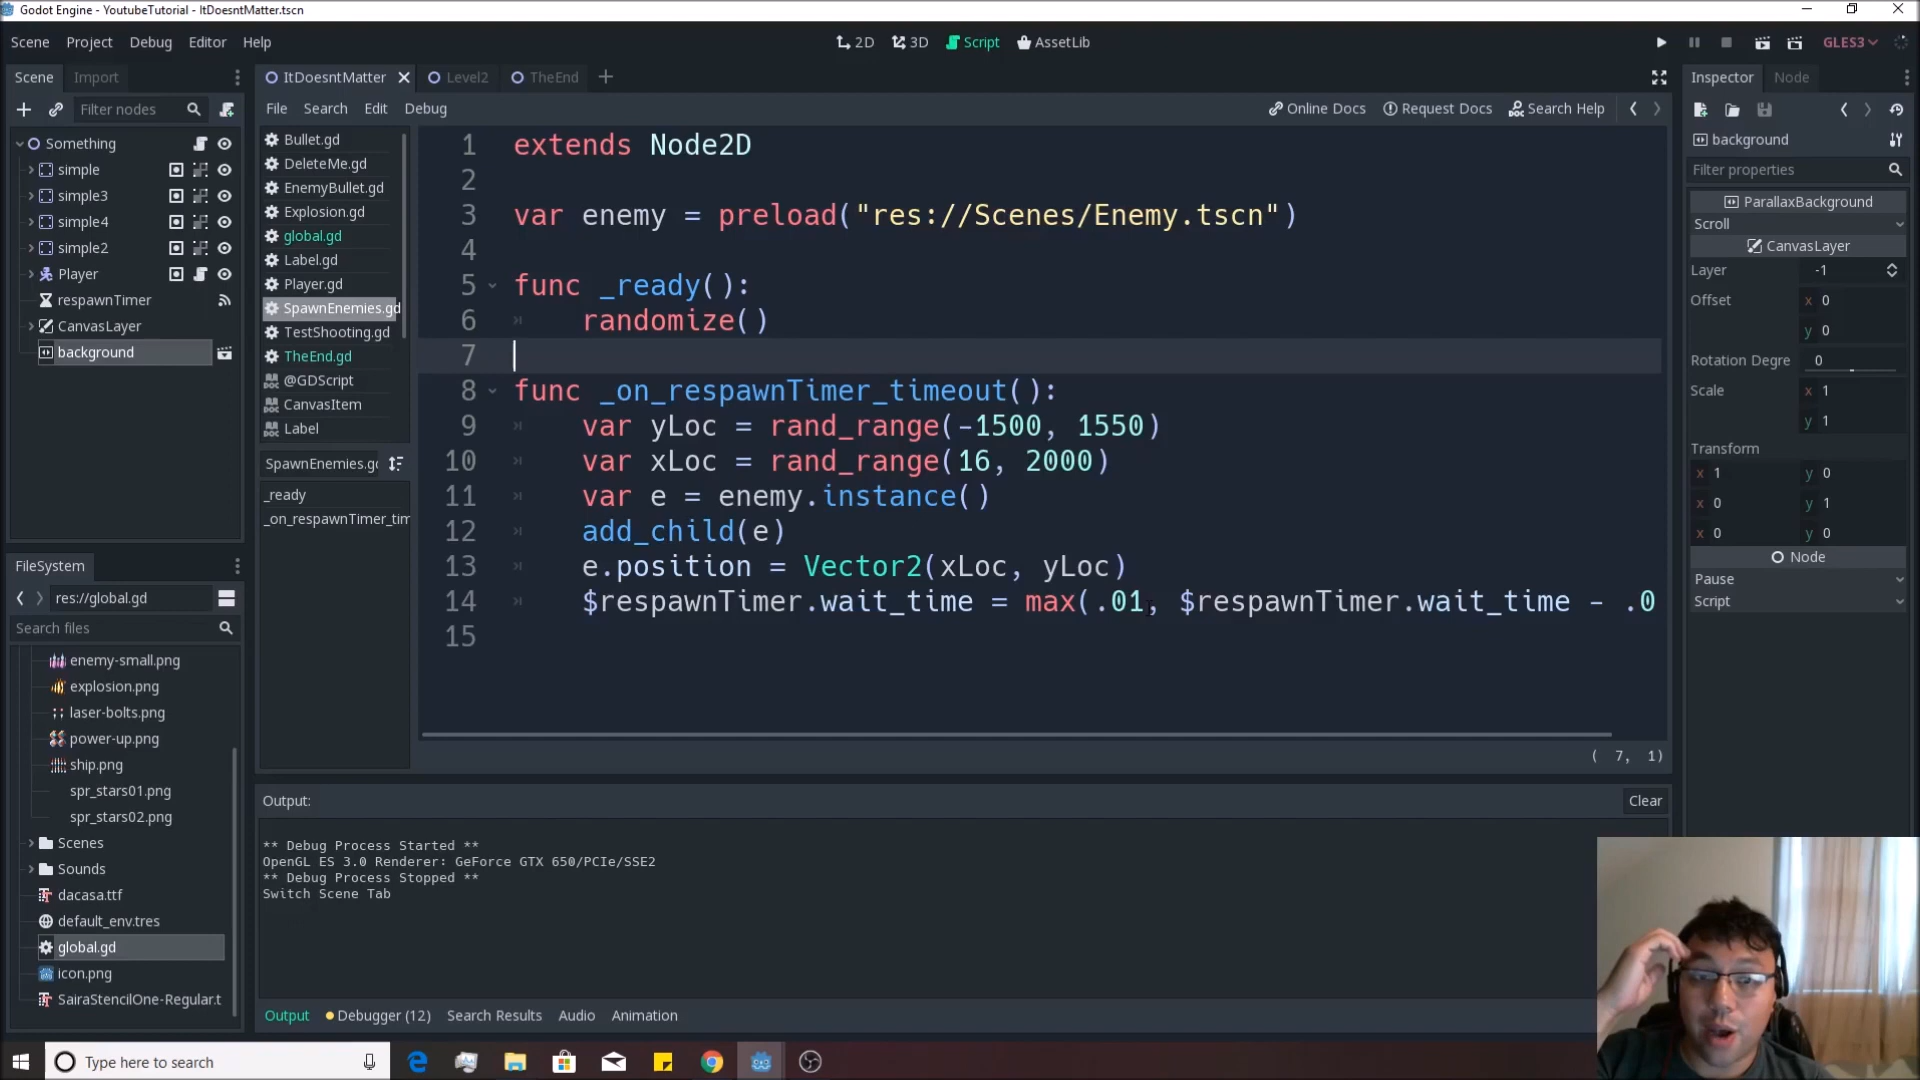 Godot Engine - YoutubeTutorial - ItDoesntMatter.tscn
Scene Project Debug Editor Help
2D 3D Script AssetLib
GLES3
Scene Import
Filter nodes
Something
simple
simple3
simple4
simple2
Player
respawnTimer
CanvasLayer
background
FileSystem
res://global.gd
Search files
enemy-small.png
explosion.png
laser-bolts.png
power-up.png
ship.png
spr_stars01.png
spr_stars02.png
Scenes
Sounds
dacasa.ttf
default_env.tres
global.gd
icon.png
SairaStencilOne-Regular.t
ItDoesntMatter Level2 TheEnd
File Search Edit Debug
Online Docs Request Docs Search Help
Bullet.gd
DeleteMe.gd
EnemyBullet.gd
Explosion.gd
global.gd
Label.gd
Player.gd
SpawnEnemies.gd
TestShooting.gd
TheEnd.gd
@GDScript
CanvasItem
Label
SpawnEnemies.gd
_ready
_on_respawnTimer_tim
1 extends Node2D
2
3 var enemy = preload("res://Scenes/Enemy.tscn")
4
5 func _ready():
6 randomize()
7
8 func _on_respawnTimer_timeout():
9 var yLoc = rand_range(-1500, 1550)
10 var xLoc = rand_range(16, 2000)
11 var e = enemy.instance()
12 add_child(e)
13 e.position = Vector2(xLoc, yLoc)
14 $respawnTimer.wait_time = max(.01, $respawnTimer.wait_time - .0
15
( 7, 1)
Output:
Clear
** Debug Process Started **
OpenGL ES 3.0 Renderer: GeForce GTX 650/PCIe/SSE2
** Debug Process Stopped **
Switch Scene Tab
Output Debugger (12) Search Results Audio Animation
Inspector Node
background
Filter properties
ParallaxBackground
Scroll
CanvasLayer
Layer -1
Offset x 0
y 0
Rotation Degre 0
Scale x 1
y 1
Transform
x 1 y 0
x 0 y 1
x 0 y 0
Node
Pause
Script
Type here to search